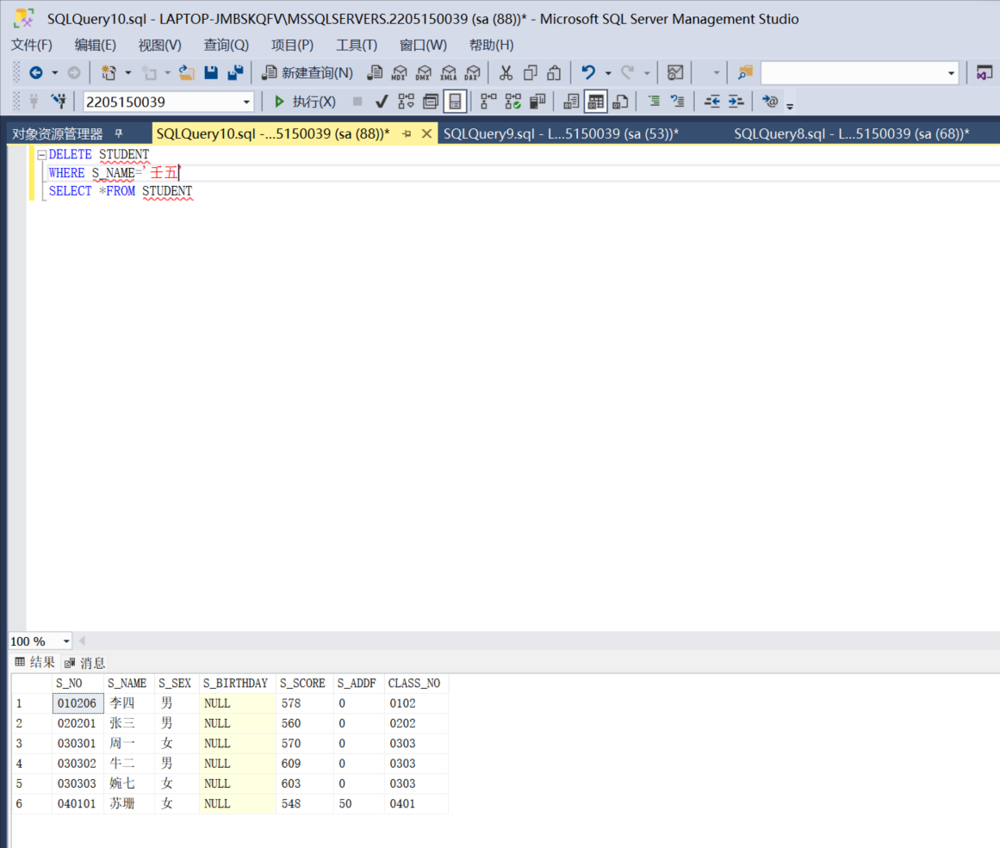 SQLQuery10.sql - LAPTOP-JMBSKQFV\MSSQLSERVERS.2205150039 (sa (88))* - Microsoft SQL Server Management Studio
文件(F) 编辑(E) 视图(V) 查询(Q) 项目(P) 工具(T) 窗口(W) 帮助(H)
新建查询(N) MDX DMX XMLA DAX
2205150039 执行(X)
对象资源管理器 SQLQuery10.sql -...5150039 (sa (88))* SQLQuery9.sql - L...5150039 (sa (53))* SQLQuery8.sql - L...5150039 (sa (68))*
DELETE STUDENT
WHERE S_NAME='壬五'
SELECT *FROM STUDENT
100 %
结果 消息
S_NO S_NAME S_SEX S_BIRTHDAY S_SCORE S_ADDF CLASS_NO
1 010206 李四 男 NULL 578 0 0102
2 020201 张三 男 NULL 560 0 0202
3 030301 周一 女 NULL 570 0 0303
4 030302 牛二 男 NULL 609 0 0303
5 030303 婉七 女 NULL 603 0 0303
6 040101 苏珊 女 NULL 548 50 0401